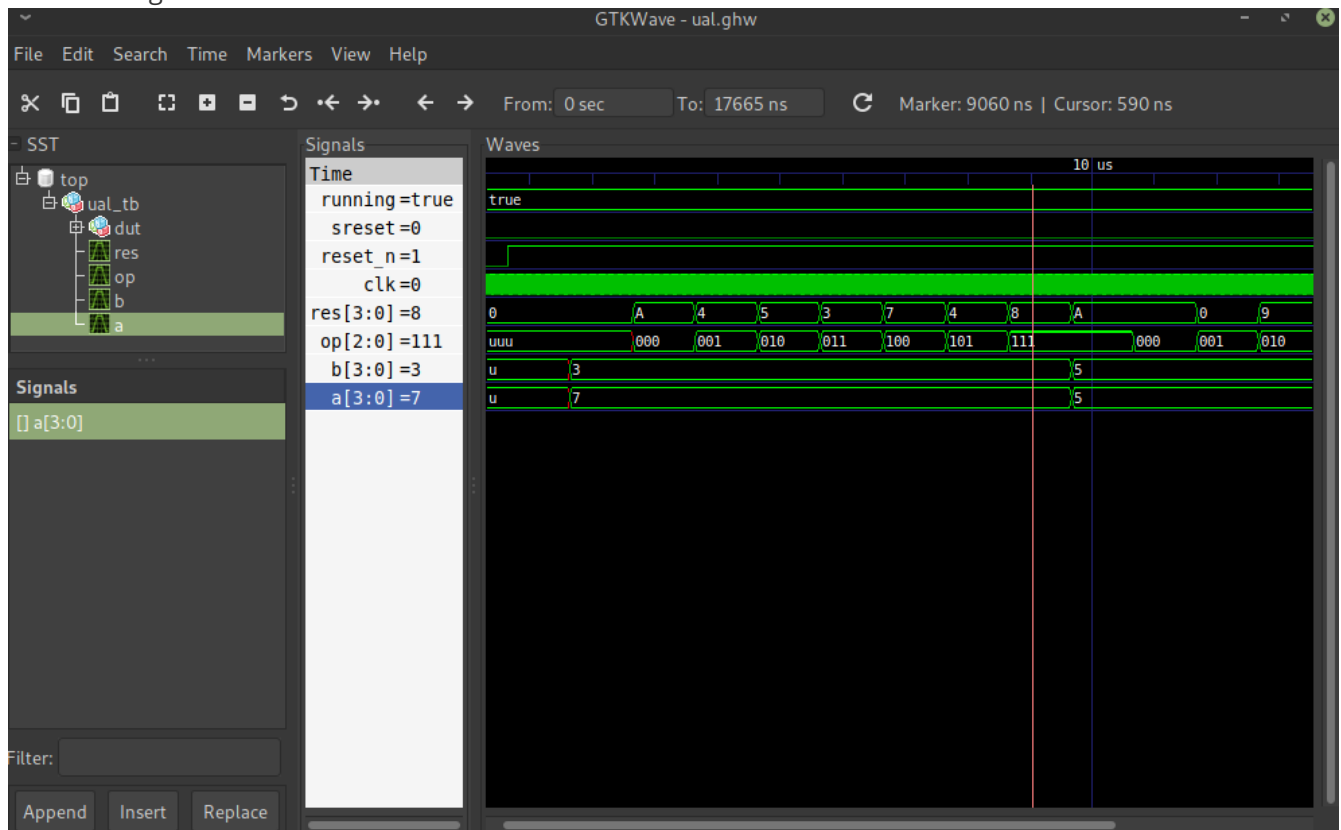 GTKWave - ual.ghw
File Edit Search Time Markers View Help
From: 0 sec To: 17665 ns Marker: 9060 ns | Cursor: 590 ns
SST
top
ual_tb
dut
res
op
b
a
Signals
[] a[3:0]
Filter:
Append Insert Replace
Signals
Time
running =true
sreset =0
reset_n =1
clk =0
res[3:0] =8
op[2:0] =111
b[3:0] =3
a[3:0] =7
Waves
10 us
true
0 A 4 5 3 7 4 8 A 0 9
uuu 000 001 010 011 100 101 111 000 001 010
u 3 5
u 7 5